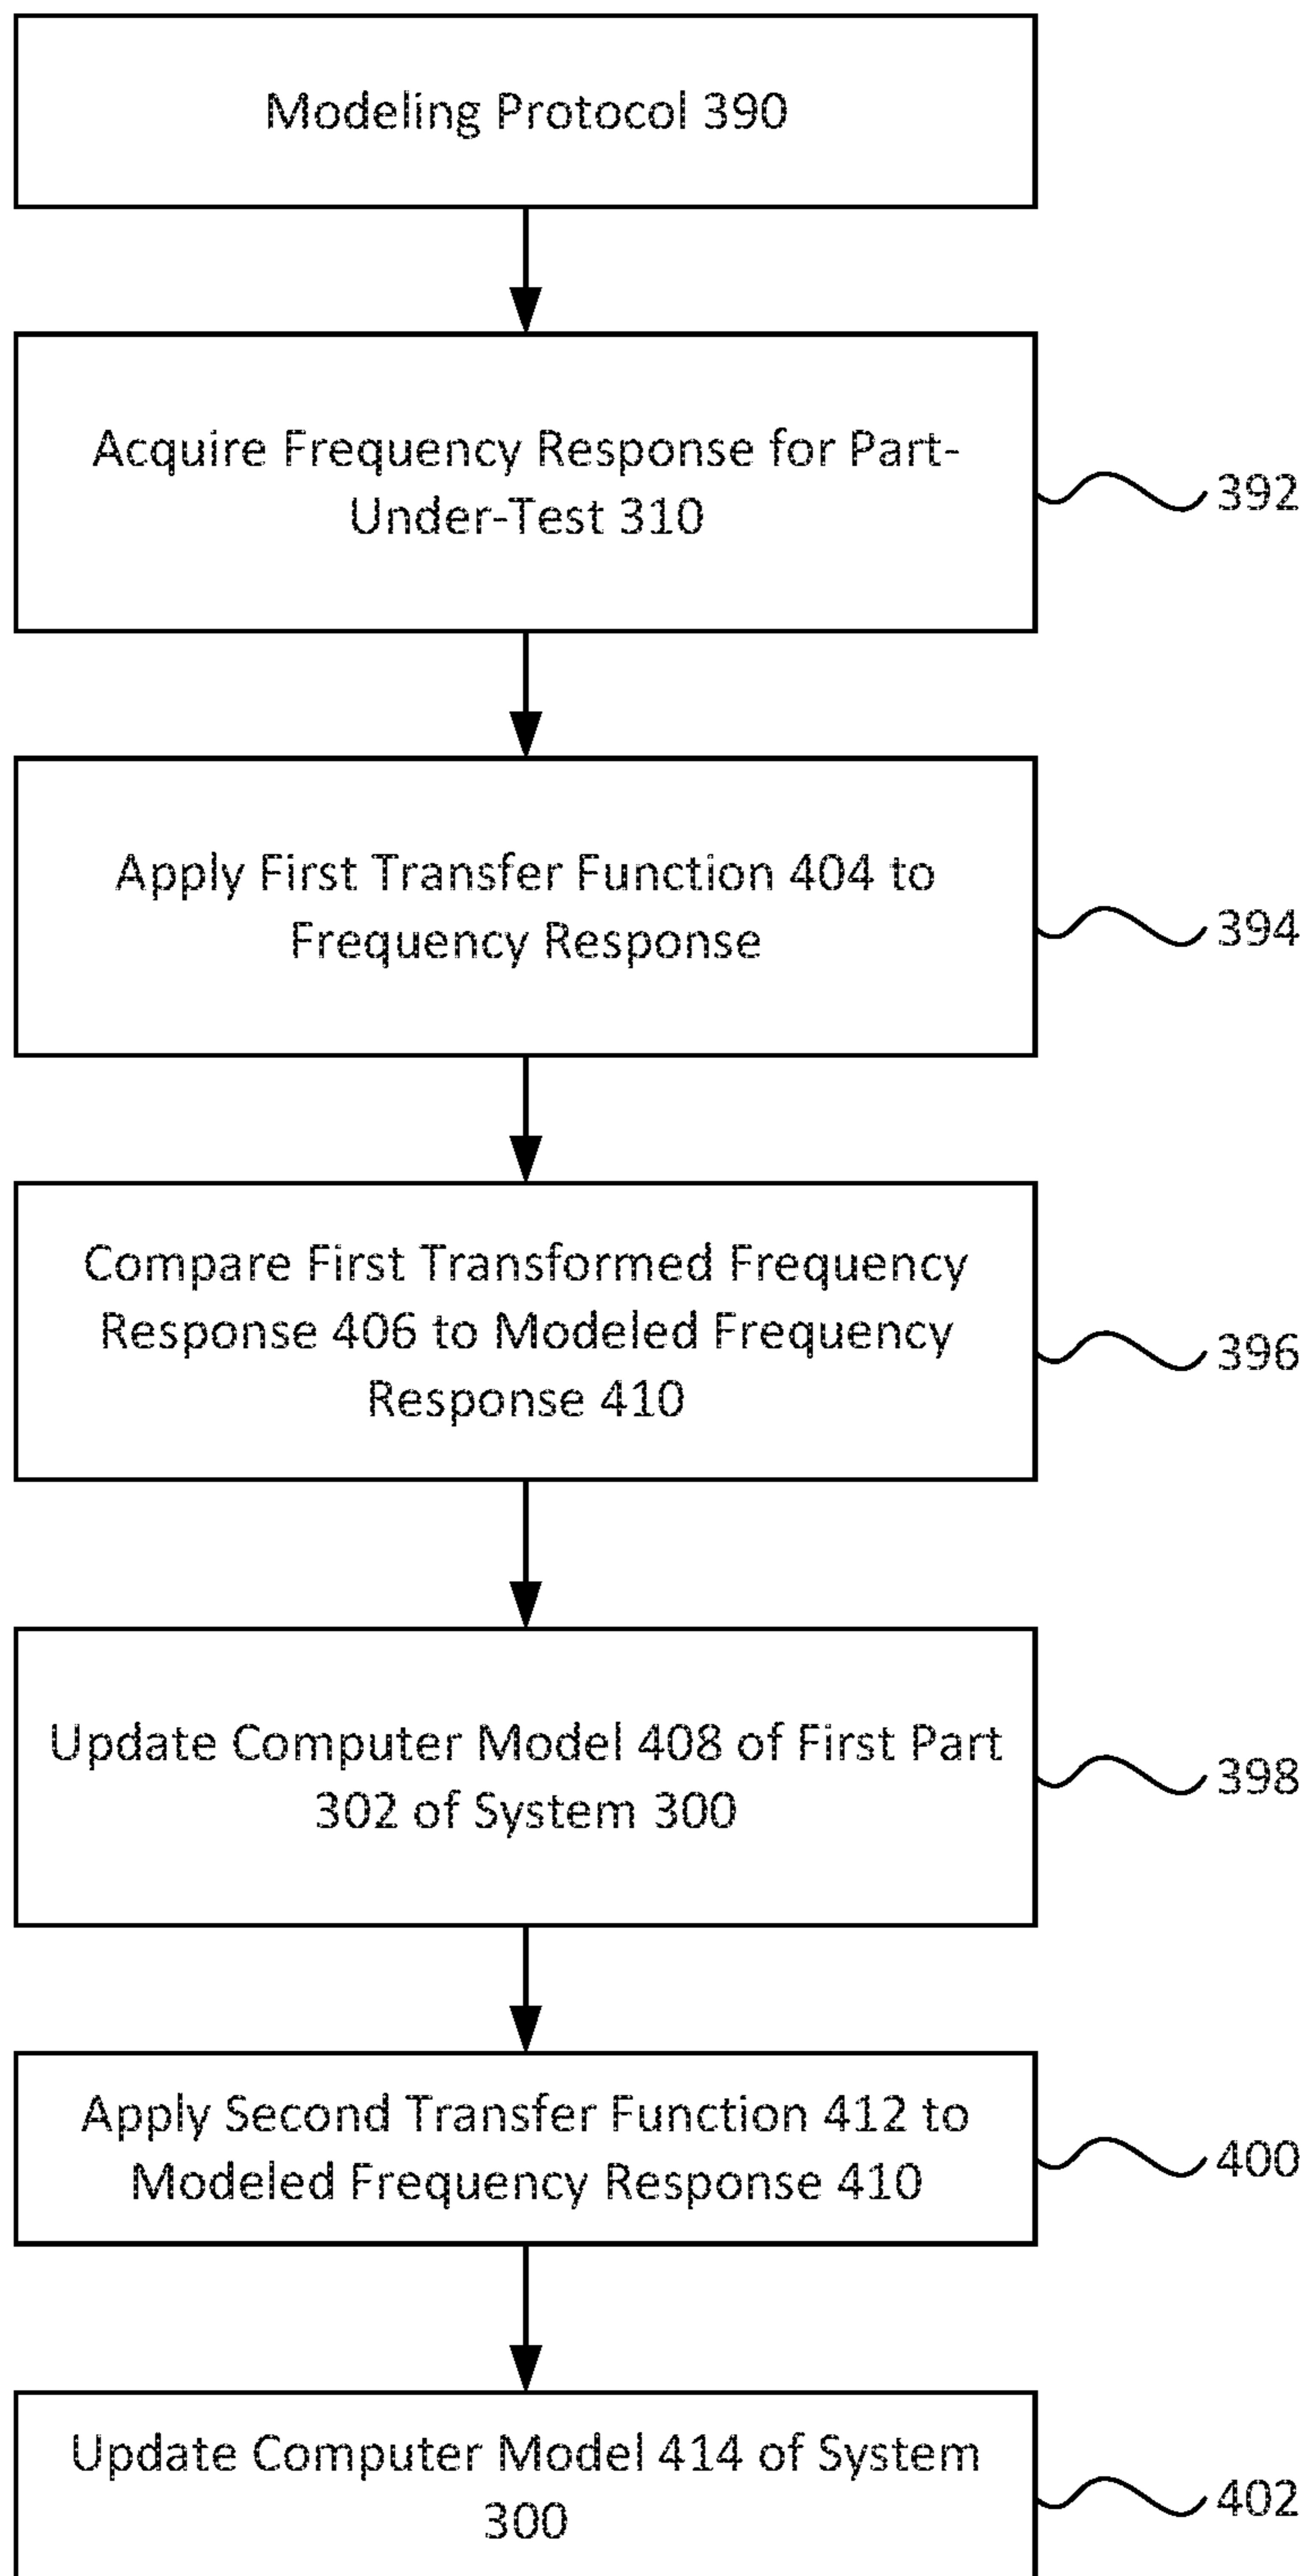 Modeling Protocol 390
Acquire Frequency Response for Part-
Under-Test 310
392
Apply First Transfer Function 404 to
Frequency Response
394
Compare First Transformed Frequency
Response 406 to Modeled Frequency
Response 410
396
Update Computer Model 408 of First Part
302 of System 300
398
Apply Second Transfer Function 412 to
Modeled Frequency Response 410
400
Update Computer Model 414 of System
300
402